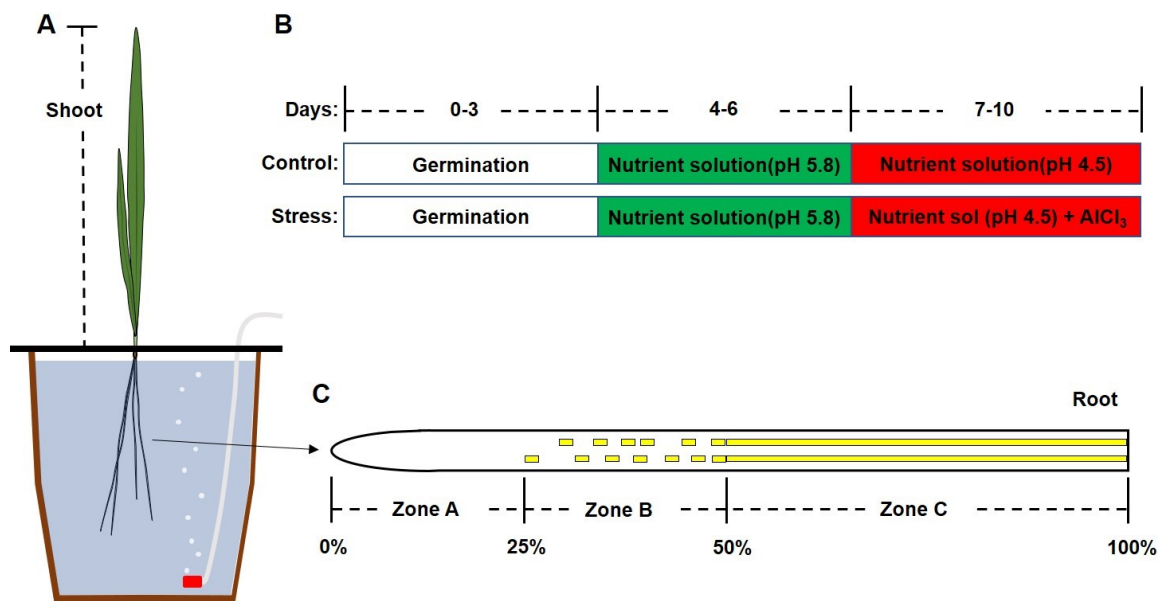 A
Shoot
B
Days: 0-3 4-6 7-10
Control: Germination Nutrient solution(pH 5.8) Nutrient solution(pH 4.5)
Stress: Germination Nutrient solution(pH 5.8) Nutrient sol (pH 4.5) + AlCl₃
C
Root
Zone A Zone B Zone C
0% 25% 50% 100%